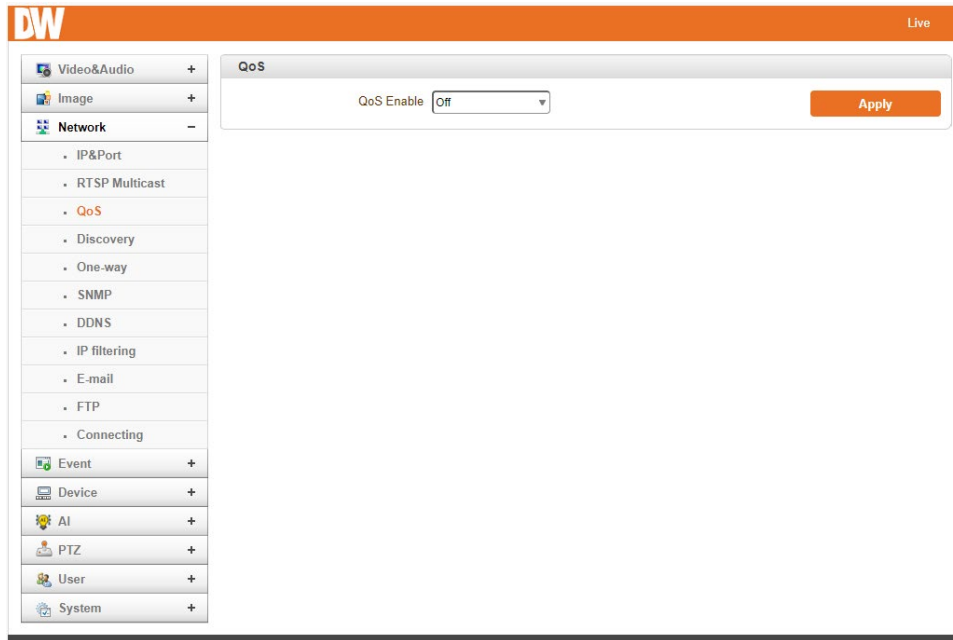 DW
Live
Video&Audio +
Image +
Network −
IP&Port
RTSP Multicast
QoS
Discovery
One-way
SNMP
DDNS
IP filtering
E-mail
FTP
Connecting
Event +
Device +
AI +
PTZ +
User +
System +
QoS
QoS Enable Off
Apply